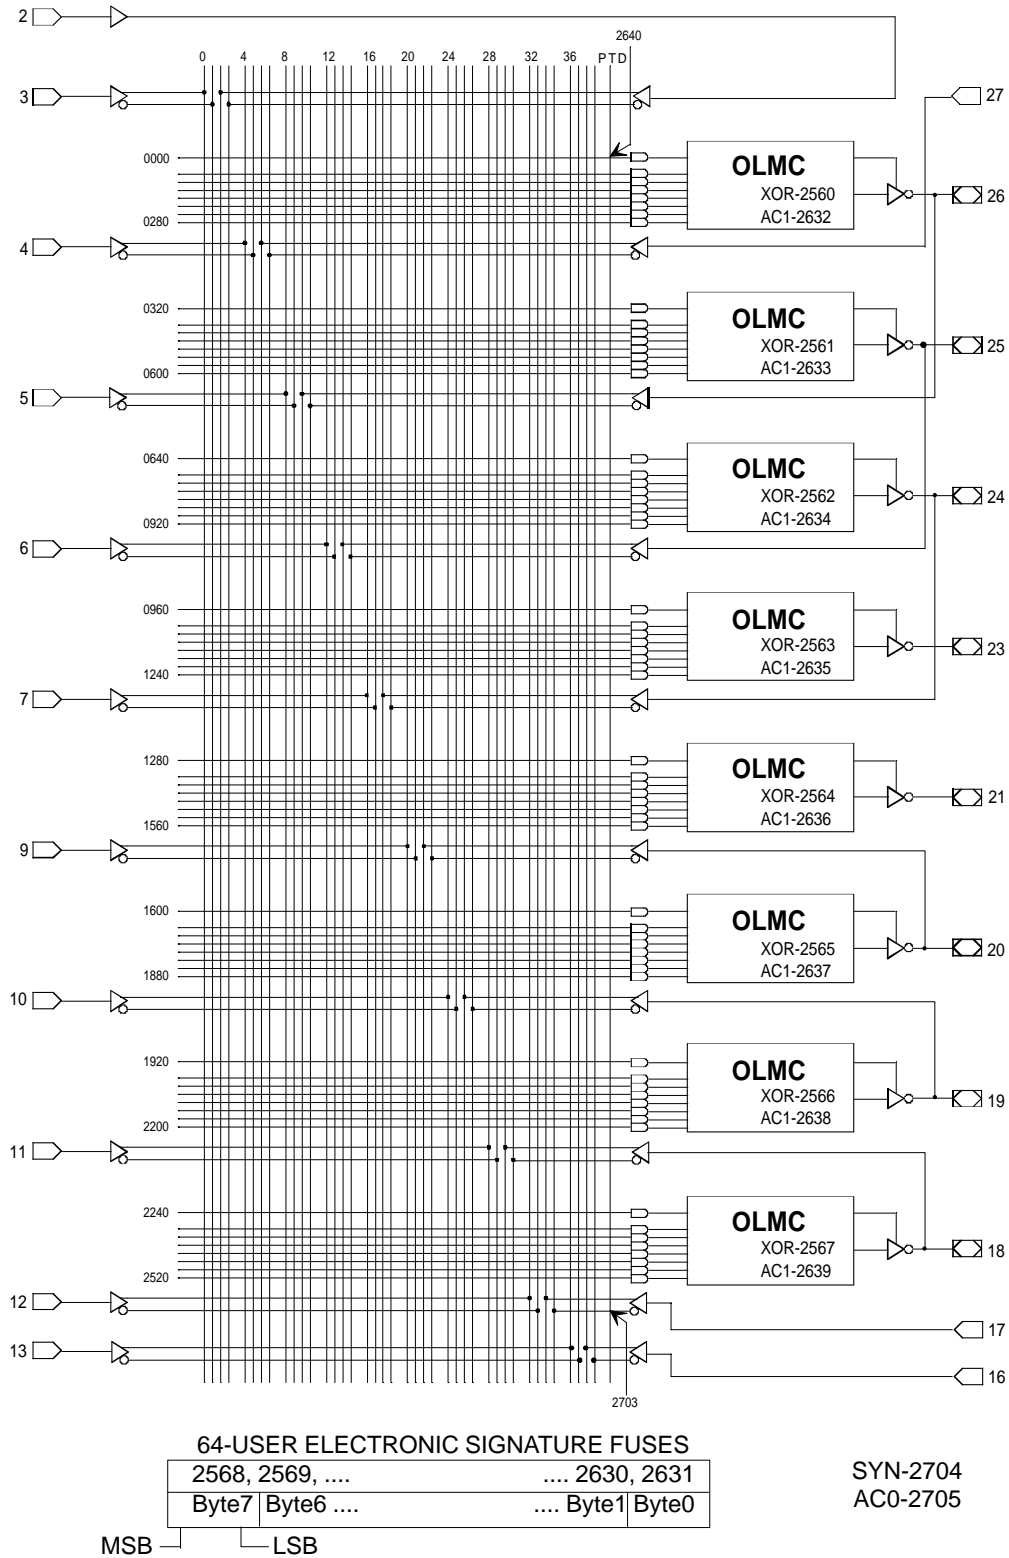 2
2640
0 4 8 12 16 20 24 28 32 36 PTD
3
27
0000
OLMC
XOR-2560
AC1-2632
26
0280
4
0320
OLMC
XOR-2561
AC1-2633
25
0600
5
0640
OLMC
XOR-2562
AC1-2634
24
0920
6
0960
OLMC
XOR-2563
AC1-2635
23
1240
7
1280
OLMC
XOR-2564
AC1-2636
21
1560
9
1600
OLMC
XOR-2565
AC1-2637
20
1880
10
1920
OLMC
XOR-2566
AC1-2638
19
2200
11
2240
OLMC
XOR-2567
AC1-2639
18
2520
12
17
13
16
2703
64-USER ELECTRONIC SIGNATURE FUSES
2568, 2569, .... .... 2630, 2631
Byte7 Byte6 .... .... Byte1 Byte0
MSB LSB
SYN-2704
AC0-2705